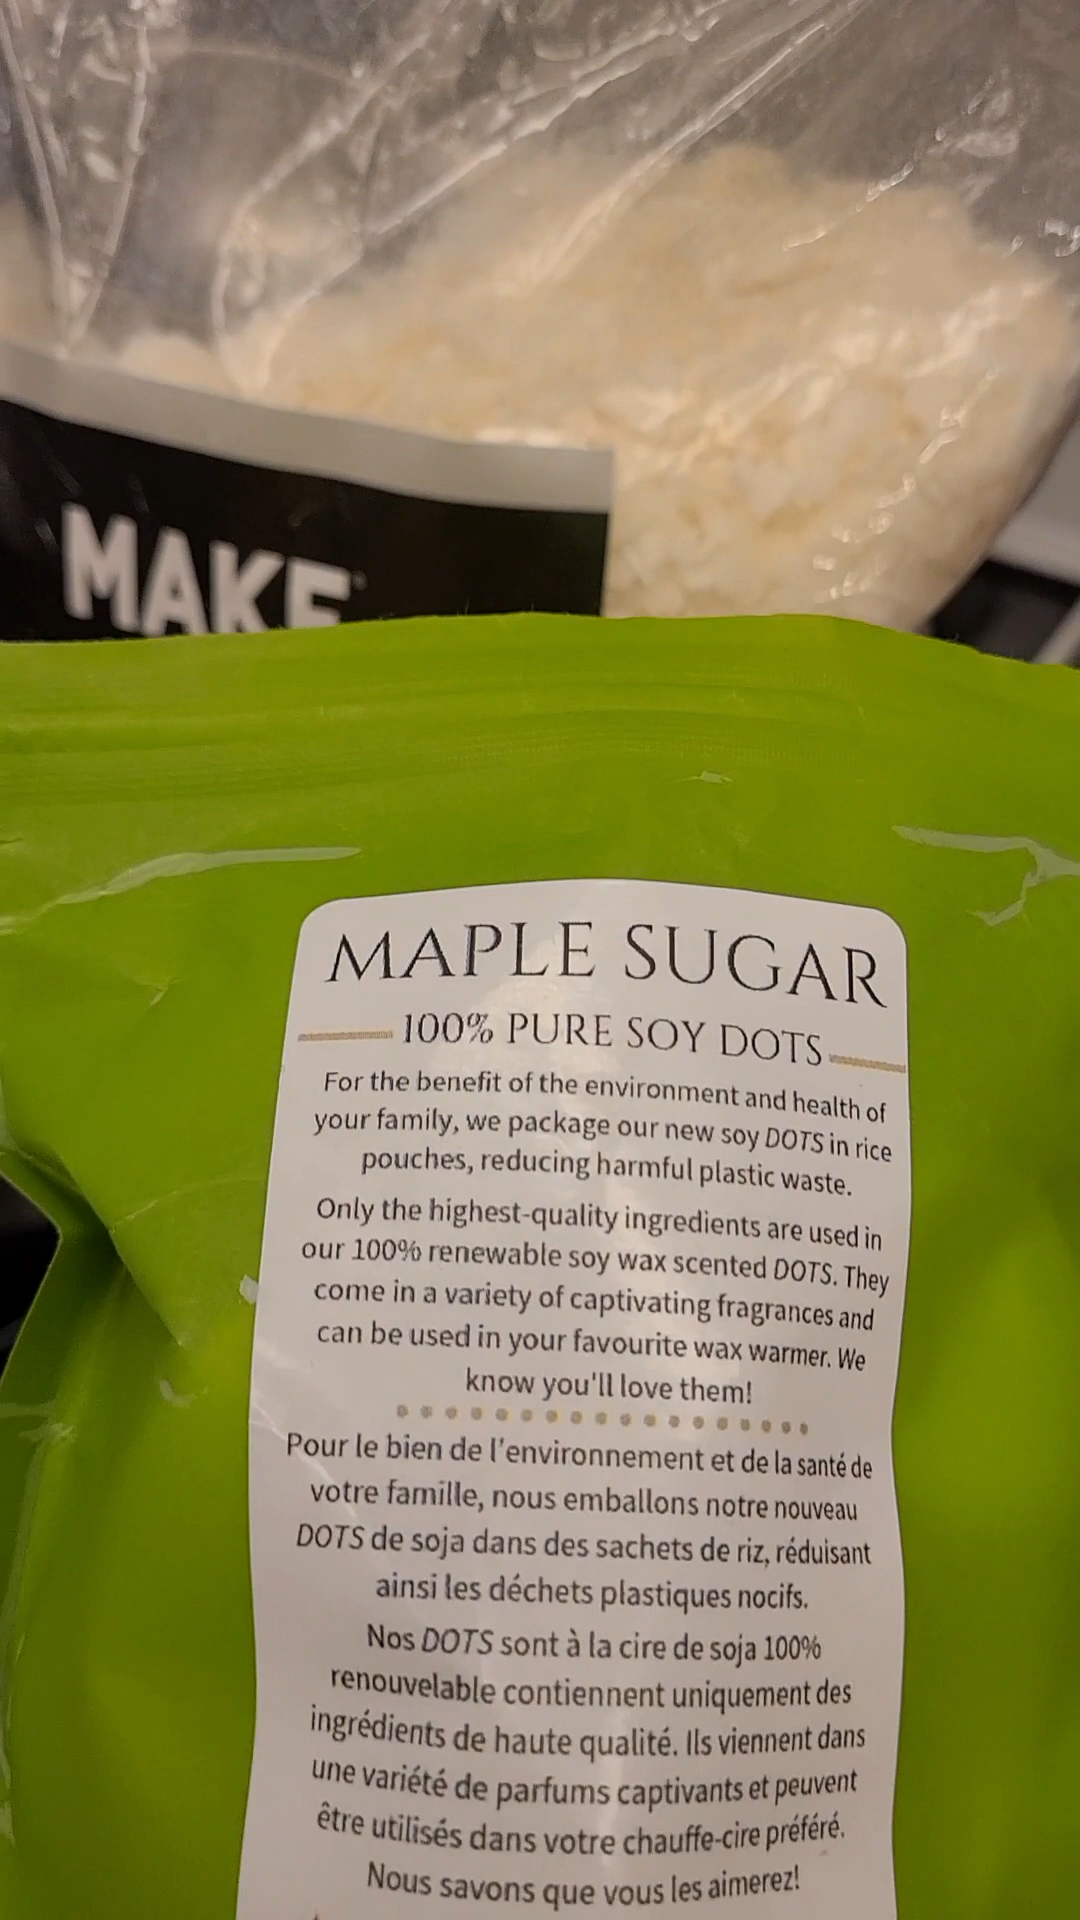 MAKE
MAPLE SUGAR
100% PURE SOY DOTS
For the benefit of the environment and health of
your family, we package our new soy DOTS in rice
pouches, reducing harmful plastic waste.
Only the highest-quality ingredients are used in
our 100% renewable soy wax scented DOTS. They
come in a variety of captivating fragrances and
can be used in your favourite wax warmer. We
know you'll love them!
Pour le bien de l'environnement et de la santé de
votre famille, nous emballons notre nouveau
DOTS de soja dans des sachets de riz, réduisant
ainsi les déchets plastiques nocifs.
Nos DOTS sont à la cire de soja 100%
renouvelable contiennent uniquement des
ingrédients de haute qualité. Ils viennent dans
une variété de parfums captivants et peuvent
être utilisés dans votre chauffe-cire préféré.
Nous savons que vous les aimerez!